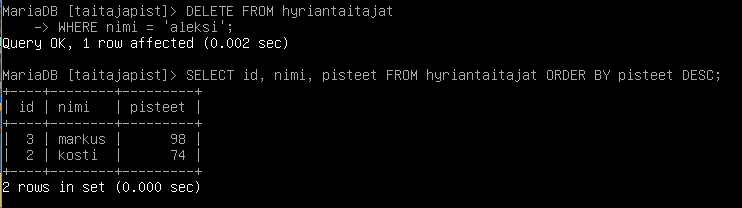 MariaDB [taitajapist]> DELETE FROM hyriantaitajat
    -> WHERE nimi = 'aleksi';
Query OK, 1 row affected (0.002 sec)

MariaDB [taitajapist]> SELECT id, nimi, pisteet FROM hyriantaitajat ORDER BY pisteet DESC;
+----+--------+---------+
| id | nimi   | pisteet |
+----+--------+---------+
|  3 | markus |      98 |
|  2 | kosti  |      74 |
+----+--------+---------+
2 rows in set (0.000 sec)